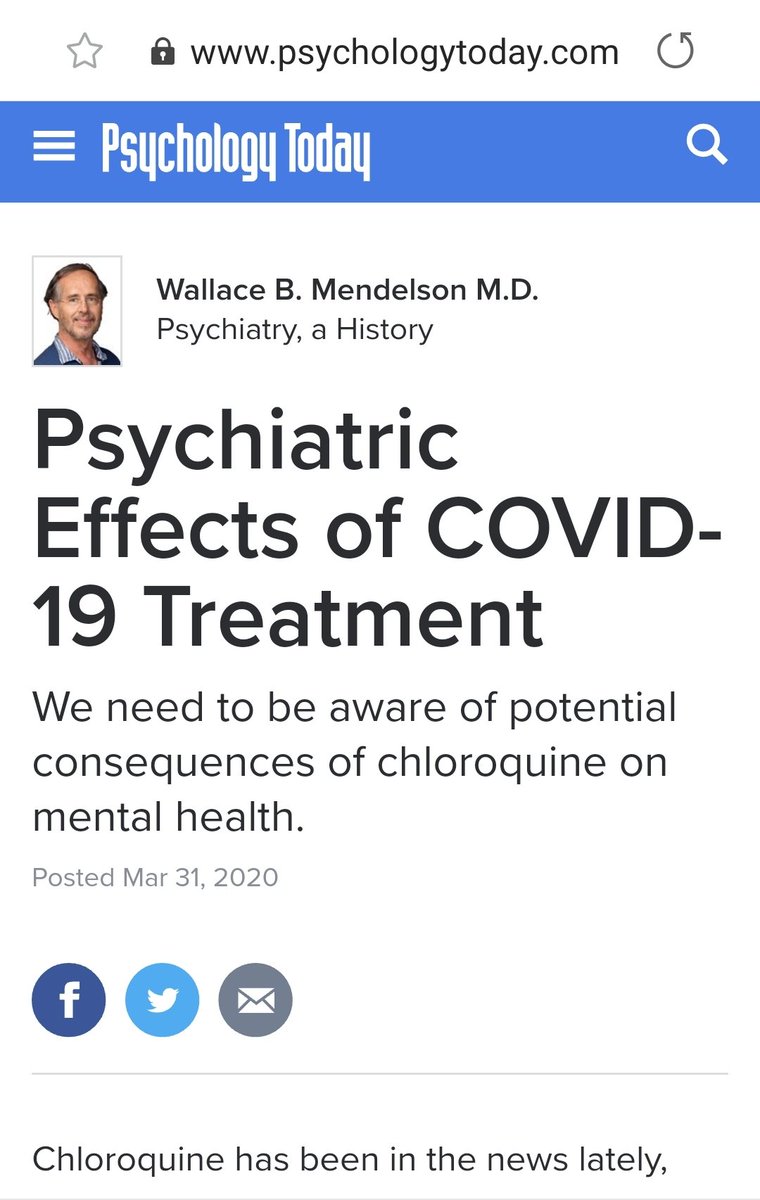 www.psychologytoday.com
Psychology Today
Wallace B. Mendelson M.D.
Psychiatry, a History
Psychiatric
Effects of COVID-
19 Treatment
We need to be aware of potential
consequences of chloroquine on
mental health.
Posted Mar 31, 2020
f
Chloroquine has been in the news lately,